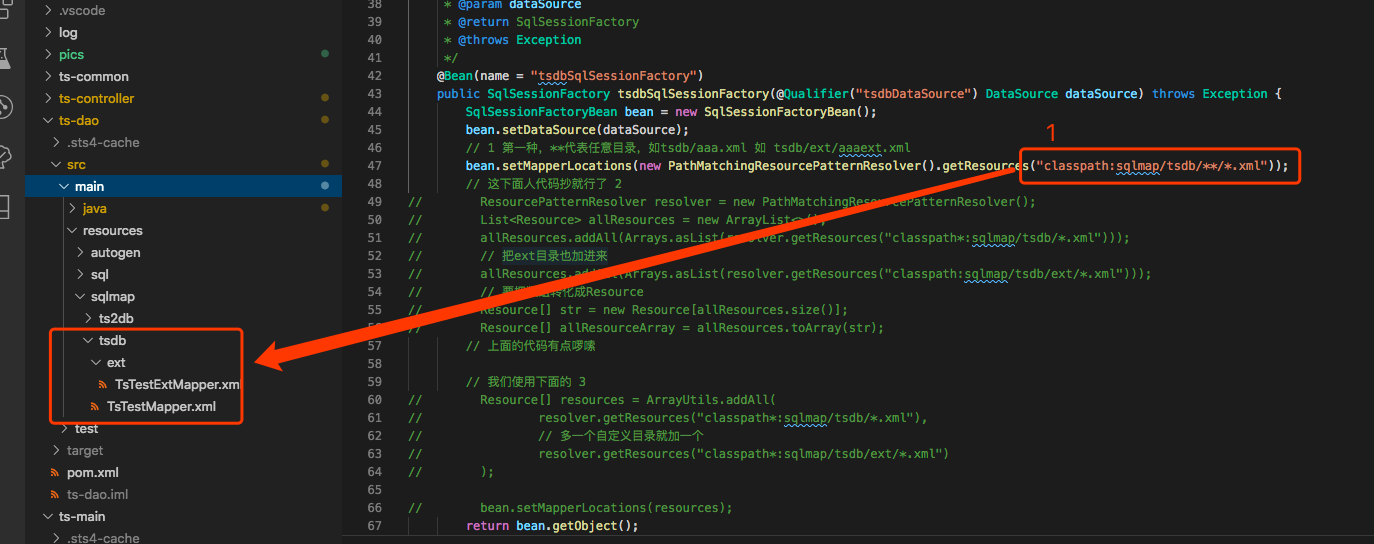 .vscode
log
pics
ts-common
ts-controller
ts-dao
.sts4-cache
src
main
java
resources
autogen
sql
sqlmap
ts2db
tsdb
ext
TsTestExtMapper.xm
TsTestMapper.xml
test
target
pom.xml
ts-dao.iml
ts-main
.sts4-cache
38 * @param dataSource
39 * @return SqlSessionFactory
40 * @throws Exception
41 */
42 @Bean(name = "tsdbSqlSessionFactory")
43 public SqlSessionFactory tsdbSqlSessionFactory(@Qualifier("tsdbDataSource") DataSource dataSource) throws Exception {
44 SqlSessionFactoryBean bean = new SqlSessionFactoryBean();
45 bean.setDataSource(dataSource);
1
46 // 1 第一种，**代表任意目录，如tsdb/aaa.xml 如 tsdb/ext/aaaext.xml
47 bean.setMapperLocations(new PathMatchingResourcePatternResolver().getResources("classpath:sqlmap/tsdb/**/*.xml"));
48 // 这下面人代码抄就行了 2
49 // ResourcePatternResolver resolver = new PathMatchingResourcePatternResolver();
50 // List<Resource> allResources = new ArrayList<>();
51 // allResources.addAll(Arrays.asList(resolver.getResources("classpath*:sqlmap/tsdb/*.xml")));
52 // // 把ext目录也加进来
53 // allResources.addAll(Arrays.asList(resolver.getResources("classpath:sqlmap/tsdb/ext/*.xml")));
54 // // 转化成Resource
55 // Resource[] str = new Resource[allResources.size()];
56 // Resource[] allResourceArray = allResources.toArray(str);
57 // 上面的代码有点啰嗦
58
59 // 我们使用下面的 3
60 // Resource[] resources = ArrayUtils.addAll(
61 // resolver.getResources("classpath*:sqlmap/tsdb/*.xml"),
62 // // 多一个自定义目录就加一个
63 // resolver.getResources("classpath*:sqlmap/tsdb/ext/*.xml")
64 // );
65
66 // bean.setMapperLocations(resources);
67 return bean.getObject();